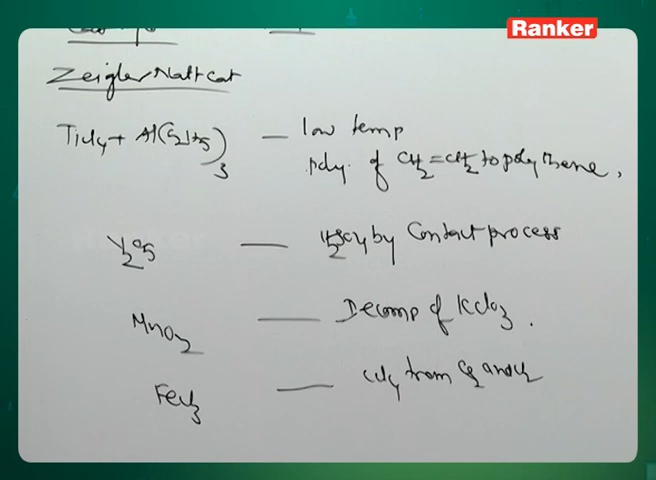 Ranker
Zeigler Natt cat
TiCl4 + Al(C2H5)3 — low temp
poly. of CH2=CH2 to polythene,
V2O5 — H2SO4 by Contact process
MnO2 — Decomp of KClO3.
FeCl3 — CCl4 from CS2 and Cl2